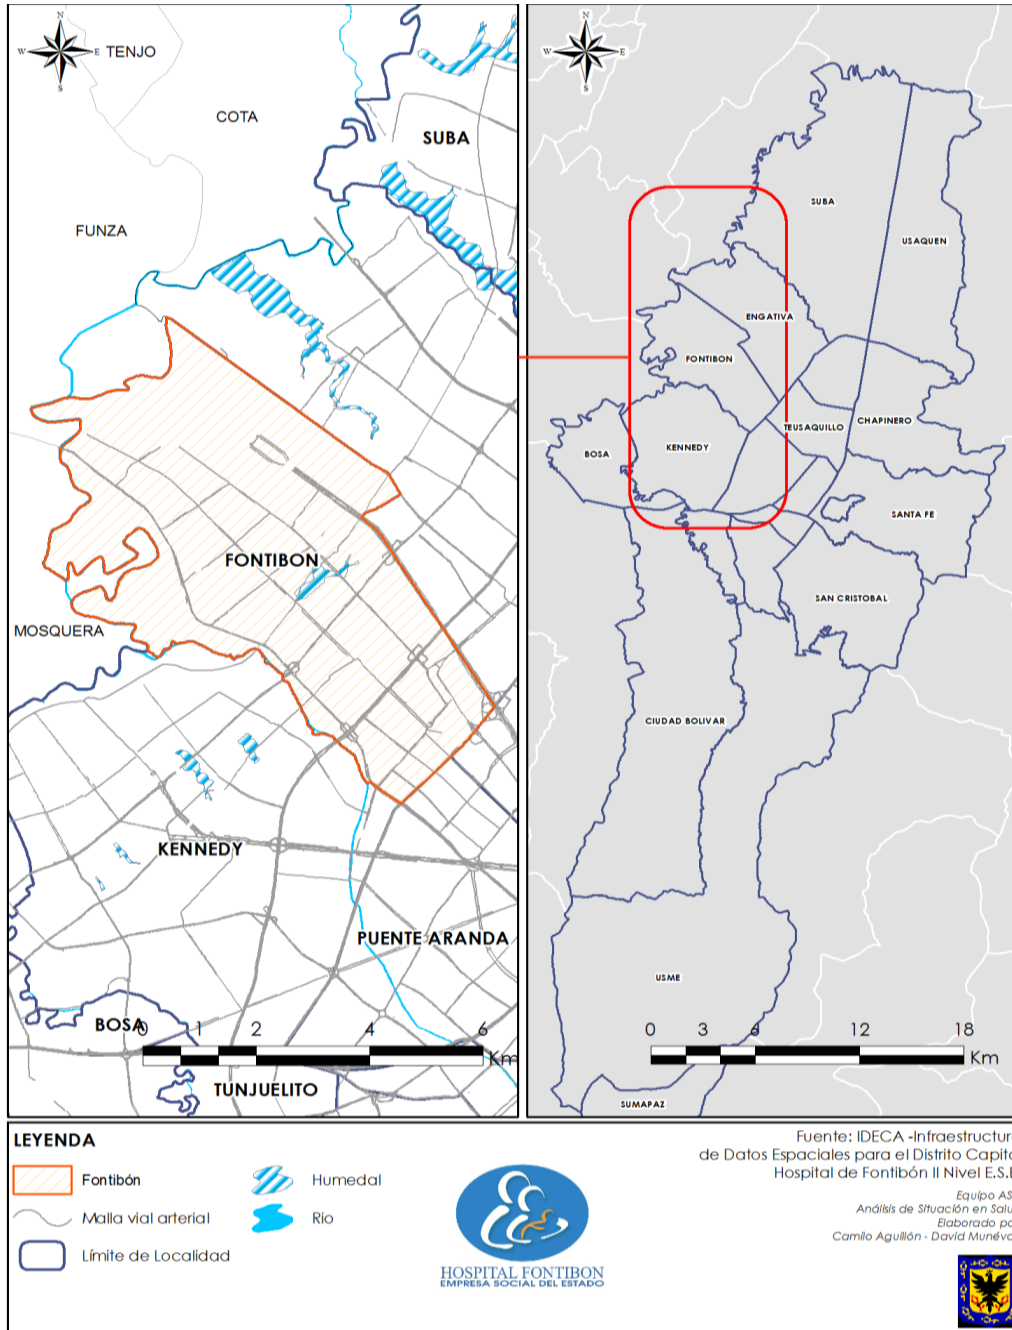 N
W
E
S
TENJO
COTA
SUBA
FUNZA
FONTIBON
MOSQUERA
KENNEDY
PUENTE ARANDA
BOSA
0 1 2 4 6
Km
TUNJUELITO
N
W
E
S
SUBA
USAQUEN
ENGATIVA
FONTIBON
CHAPINERO
TEUSAQUILLO
KENNEDY
BOSA
SANTA FE
SAN CRISTOBAL
CIUDAD BOLIVAR
USME
0 3 6 12 18
Km
SUMAPAZ
LEYENDA
Fontibón
Humedal
Malla vial arterial
Rio
Límite de Localidad
HOSPITAL FONTIBON
EMPRESA SOCIAL DEL ESTADO
Fuente: IDECA -Infraestructur
de Datos Espaciales para el Distrito Capita
Hospital de Fontibón II Nivel E.S.E
Equipo AS
Análisis de Situación en Salu
Elaborado po
Camilo Aguillón - David Munéva